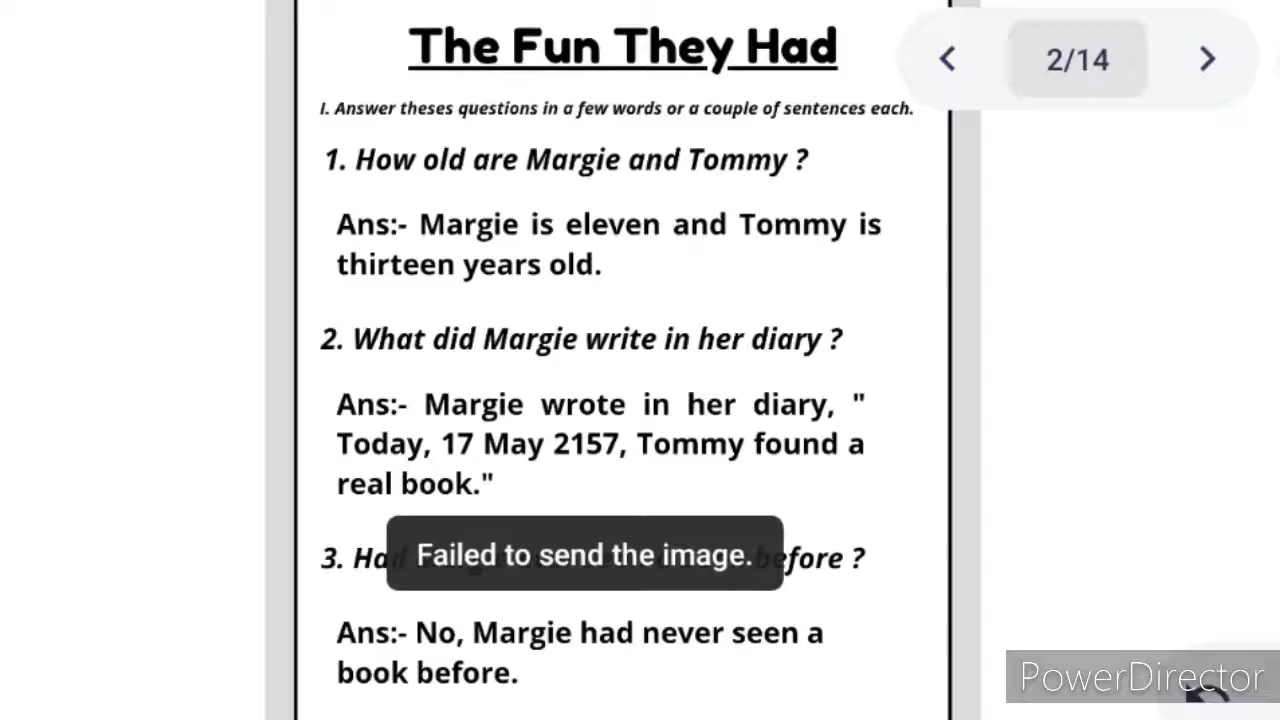 The Fun They Had
2/14
I. Answer theses questions in a few words or a couple of sentences each.
1. How old are Margie and Tommy ?
Ans:- Margie is eleven and Tommy is
thirteen years old.
2. What did Margie write in her diary ?
Ans:- Margie wrote in her diary, "
Today, 17 May 2157, Tommy found a
real book."
3. Had
before ?
Failed to send the image.
Ans:- No, Margie had never seen a
book before.
PowerDirector